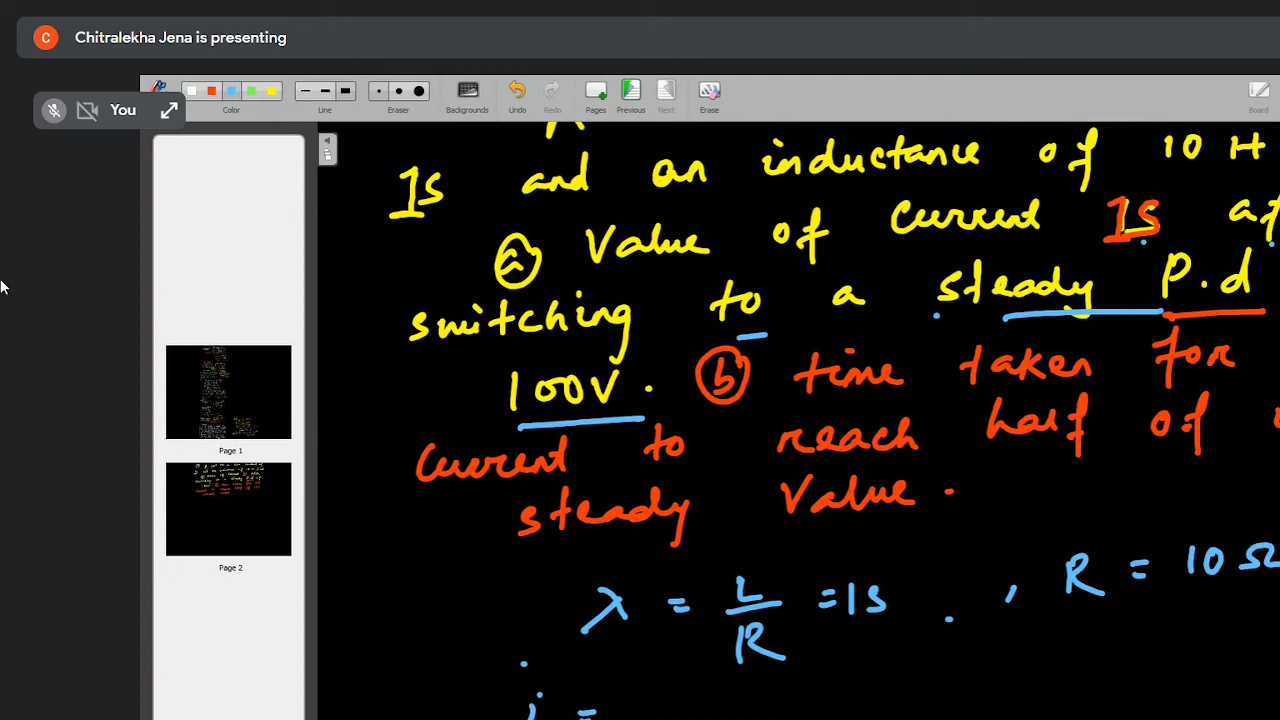 Chitralekha Jena is presenting
You
Color
Line
Eraser
Backgrounds
Undo
Redo
Pages
Previous
Next
Erase
Board
1s and an inductance of 10 H
(a) Value of current 1s
switching to a steady P.d
100V. (b) time taken for
current to reach half of
steady value.
λ = L/R = 1s , R = 10 Ω
i =
Page 1
Page 2